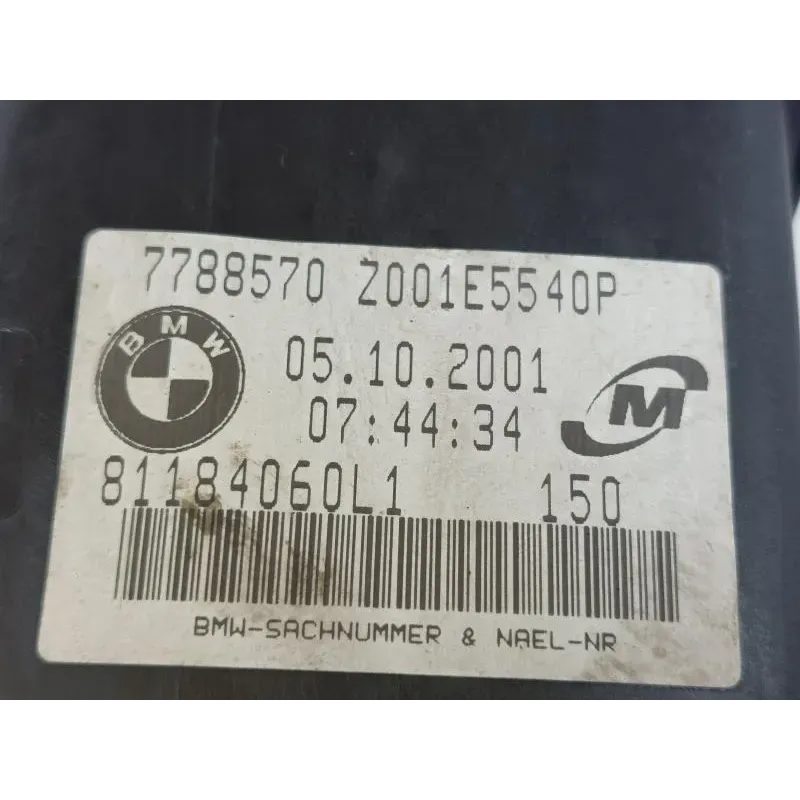 7788570 Z001E5540P
BMW
05.10.2001
M
07:44:34
81184060L1 150
BMW-SACHNUMMER & NAEL-NR